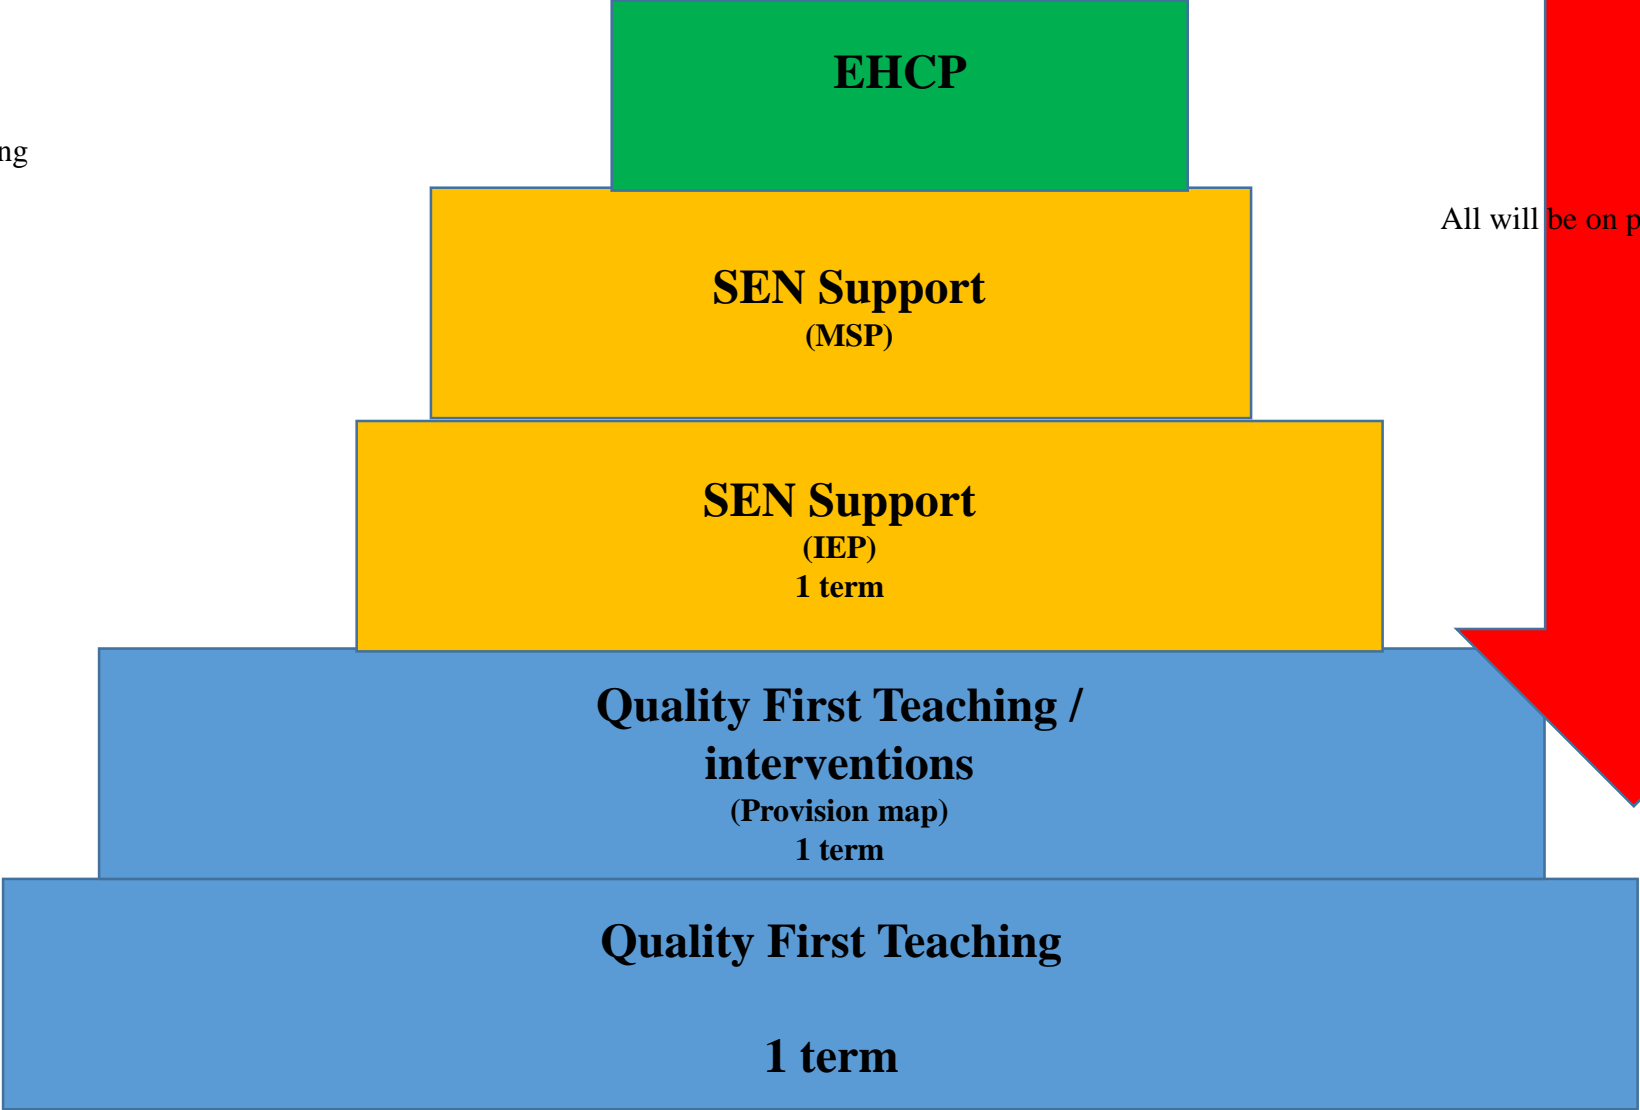 EHCP
ng
All will be on p
SEN Support
(MSP)
SEN Support
(IEP)
1 term
Quality First Teaching /
interventions
(Provision map)
1 term
Quality First Teaching
1 term